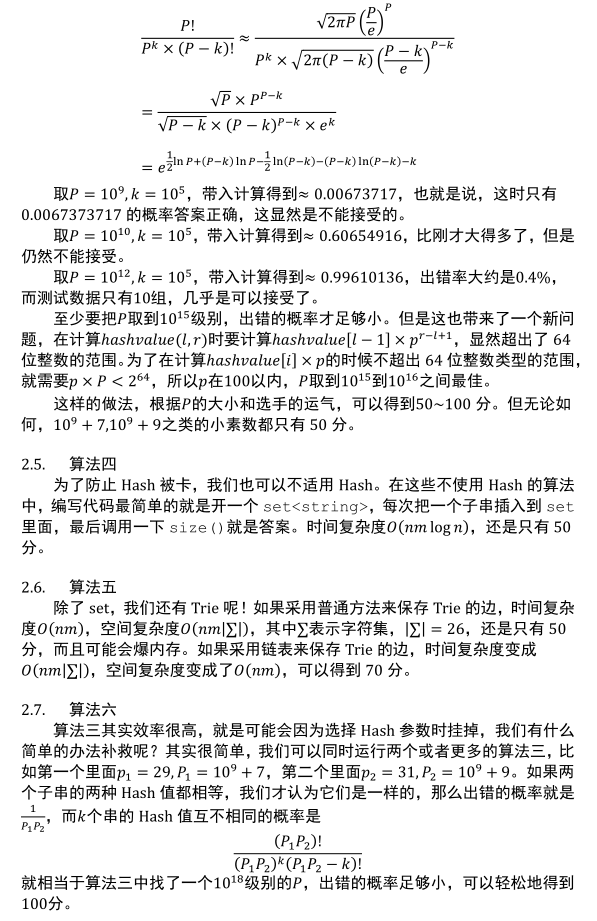 P! / (P^k × (P − k)!) ≈ √(2πP) (P/e)^P / (P^k × √(2π(P − k)) ((P − k)/e)^(P−k))
= √P × P^(P−k) / (√(P − k) × (P − k)^(P−k) × e^k)
= e^(1/2 ln P+(P−k) ln P−1/2 ln(P−k)−(P−k) ln(P−k)−k)
取P = 10^9, k = 10^5，带入计算得到≈ 0.00673717，也就是说，这时只有
0.0067373717 的概率答案正确，这显然是不能接受的。
取P = 10^10, k = 10^5，带入计算得到≈ 0.60654916，比刚才大得多了，但是
仍然不能接受。
取P = 10^12, k = 10^5，带入计算得到≈ 0.99610136，出错率大约是0.4%，
而测试数据只有10组，几乎是可以接受了。
至少要把P取到10^15级别，出错的概率才足够小。但是这也带来了一个新问
题，在计算hashvalue(l, r)时要计算hashvalue[l − 1] × p^(r−l+1)，显然超出了 64
位整数的范围。为了在计算hashvalue[i] × p的时候不超出 64 位整数类型的范围，
就需要p × P < 2^64，所以p在100以内，P取到10^15到10^16之间最佳。
这样的做法，根据P的大小和选手的运气，可以得到50~100 分。但无论如
何，10^9 + 7,10^9 + 9之类的小素数都只有 50 分。
2.5. 算法四
为了防止 Hash 被卡，我们也可以不适用 Hash。在这些不使用 Hash 的算法
中，编写代码最简单的就是开一个 set<string>，每次把一个子串插入到 set
里面，最后调用一下 size()就是答案。时间复杂度O(nm log n)，还是只有 50
分。
2.6. 算法五
除了 set，我们还有 Trie 呢！如果采用普通方法来保存 Trie 的边，时间复杂
度O(nm)，空间复杂度O(nm|∑|)，其中∑表示字符集，|∑| = 26，还是只有 50
分，而且可能会爆内存。如果采用链表来保存 Trie 的边，时间复杂度变成
O(nm|∑|)，空间复杂度变成了O(nm)，可以得到 70 分。
2.7. 算法六
算法三其实效率很高，就是可能会因为选择 Hash 参数时挂掉，我们有什么
简单的办法补救呢？其实很简单，我们可以同时运行两个或者更多的算法三，比
如第一个里面p₁ = 29, P₁ = 10^9 + 7，第二个里面p₂ = 31, P₂ = 10^9 + 9。如果两
个子串的两种 Hash 值都相等，我们才认为它们是一样的，那么出错的概率就是
1/(P₁P₂)，而k个串的 Hash 值互不相同的概率是
(P₁P₂)! / ((P₁P₂)^k (P₁P₂ − k)!)
就相当于算法三中找了一个10^18级别的P，出错的概率足够小，可以轻松地得到
100分。